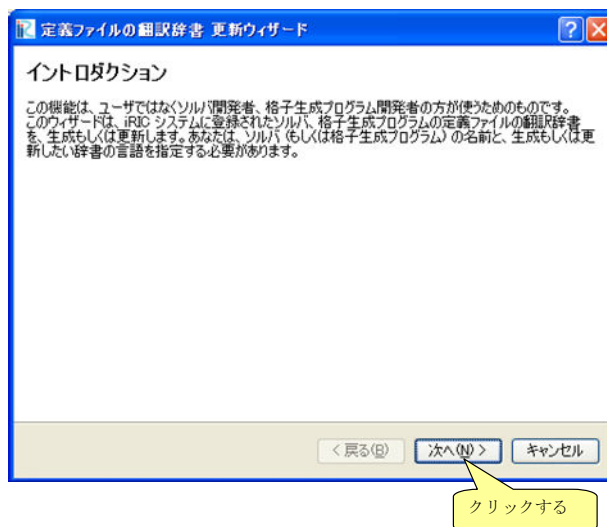 定義ファイルの翻訳辞書 更新ウィザード
イントロダクション
この機能は、ユーザではなくソルバ開発者、格子生成プログラム開発者の方が使うためのものです。
このウィザードは、iRIC システムに登録されたソルバ、格子生成プログラムの定義ファイルの翻訳辞書
を、生成もしくは更新します。あなたは、ソルバ (もしくは格子生成プログラム) の名前と、生成もしくは更
新したい辞書の言語を指定する必要があります。
< 戻る(B)
次へ(N) >
キャンセル
クリックする